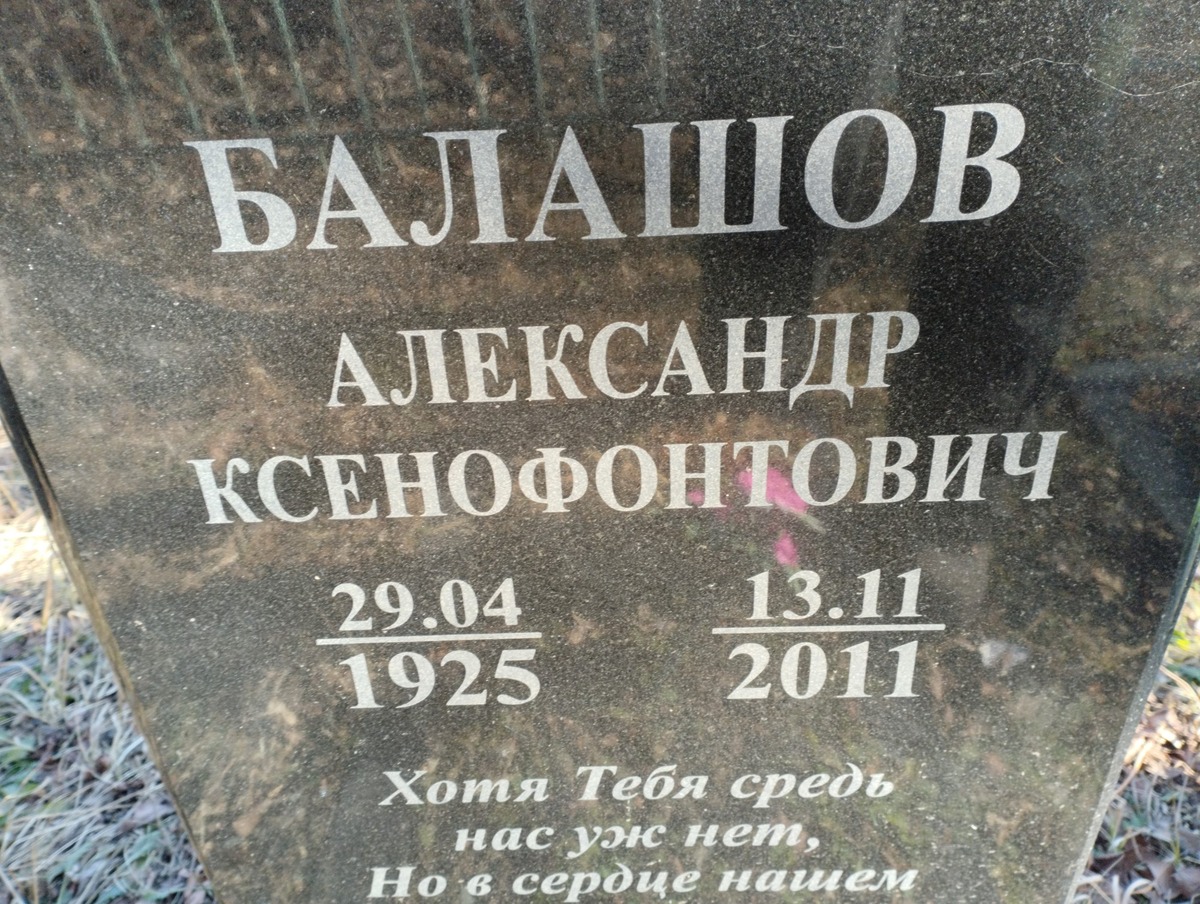 БАЛАШОВ
АЛЕКСАНДР
КСЕНОФОНТОВИЧ
29.04 13.11
1925 2011
Хотя Тебя средь
нас уж нет,
Но в сердце нашем